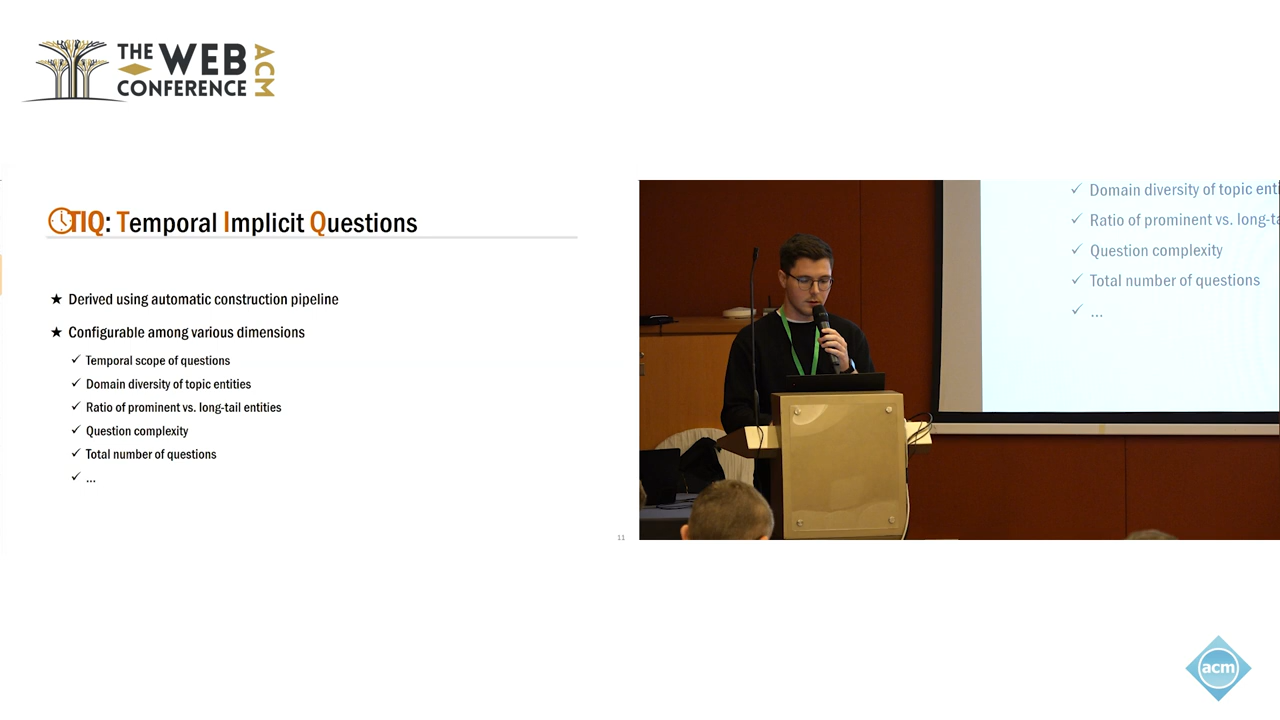 THE WEB
CONFERENCE
ACM
TIQ: Temporal Implicit Questions
★ Derived using automatic construction pipeline
★ Configurable among various dimensions
✓ Temporal scope of questions
✓ Domain diversity of topic entities
✓ Ratio of prominent vs. long-tail entities
✓ Question complexity
✓ Total number of questions
✓ ...
11
✓ Domain diversity of topic enti
✓ Ratio of prominent vs. long-ta
✓ Question complexity
✓ Total number of questions
✓ ...
acm